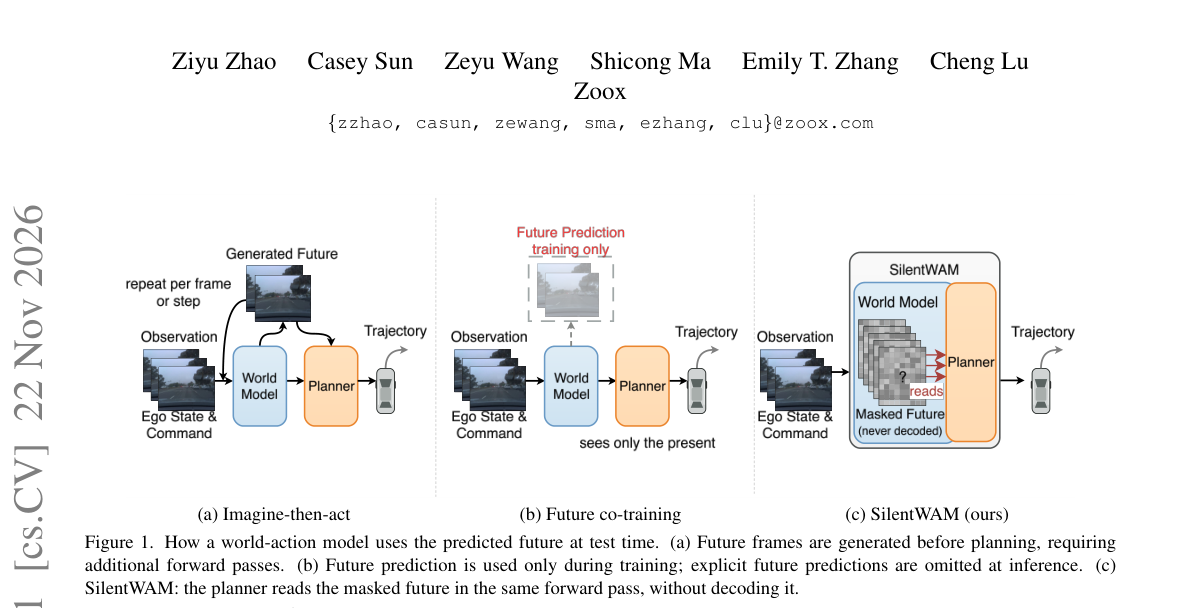 Ziyu Zhao Casey Sun Zeyu Wang Shicong Ma Emily T. Zhang Cheng Lu
Zoox
{zzhao, casun, zewang, sma, ezhang, clu}@zoox.com
[cs.CV] 22 Nov 2026
Generated Future
repeat per frame
or step
Observation
World
Model
Planner
Trajectory
Ego State &
Command
Future Prediction
training only
Observation
World
Model
Planner
Trajectory
Ego State &
Command
sees only the present
SilentWAM
World Model
Observation
?
reads
Planner
Trajectory
Masked Future
(never decoded)
Ego State &
Command
(a) Imagine-then-act
(b) Future co-training
(c) SilentWAM (ours)
Figure 1. How a world-action model uses the predicted future at test time. (a) Future frames are generated before planning, requiring
additional forward passes. (b) Future prediction is used only during training; explicit future predictions are omitted at inference. (c)
SilentWAM: the planner reads the masked future in the same forward pass, without decoding it.